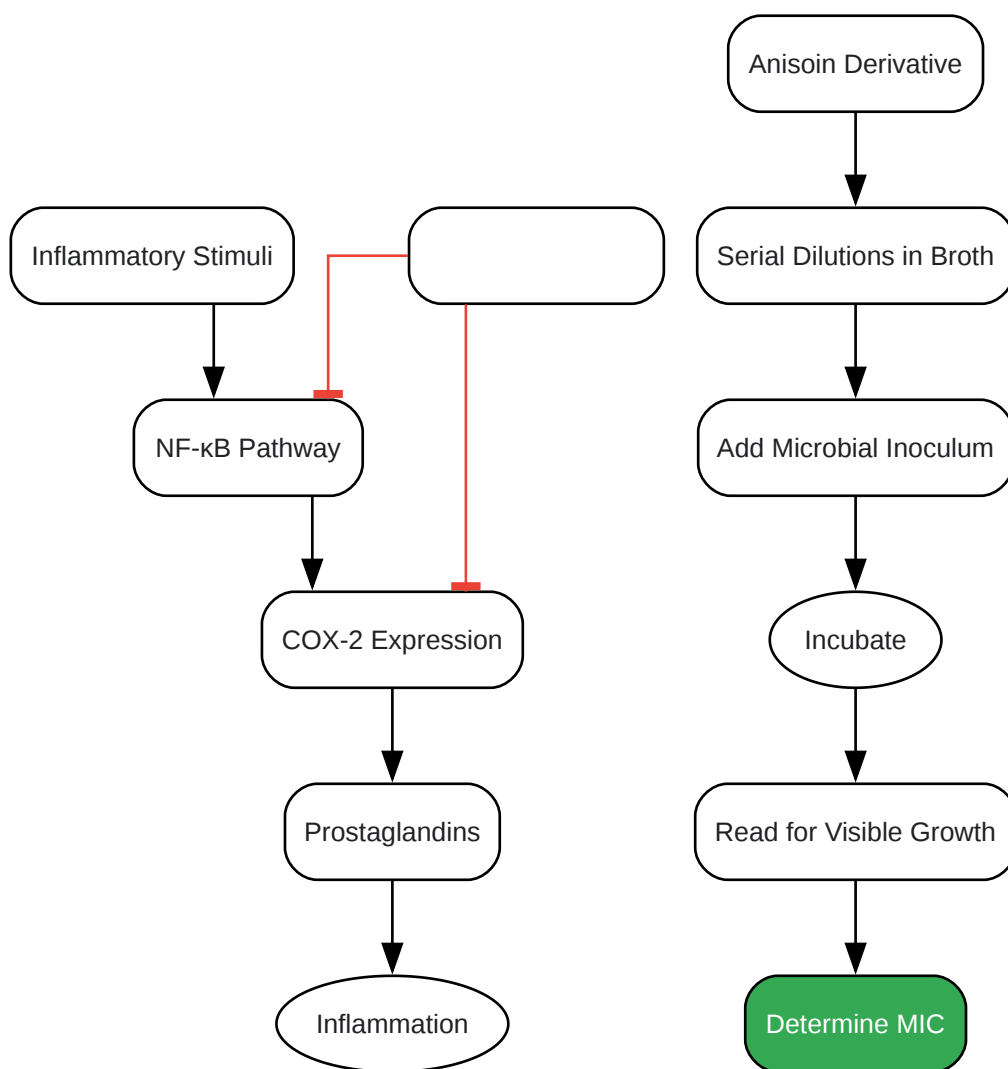 Inflammatory Stimuli
NF-κB Pathway
COX-2 Expression
Prostaglandins
Inflammation
Anisoin Derivative
Serial Dilutions in Broth
Add Microbial Inoculum
Incubate
Read for Visible Growth
Determine MIC